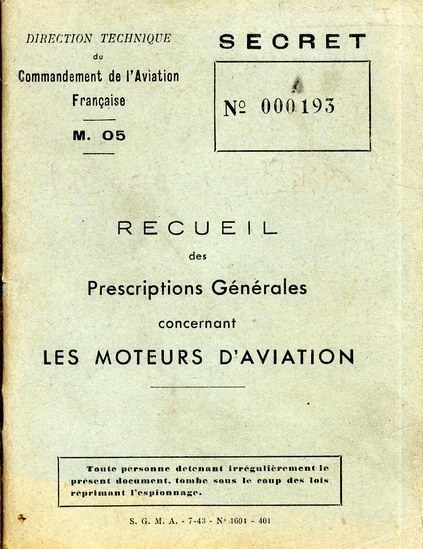 DIRECTION TECHNIQUE
du
Commandement de l'Aviation
Française
M. 05
SECRET
Nº 000193
RECUEIL
des
Prescriptions Générales
concernant
LES MOTEURS D'AVIATION
Toute personne detenant irrégulièrement le
présent document, tombe sous le coup des lois
réprimant l'espionnage.
S. G. M. A. - 7-43 - Nº 1601 - 401